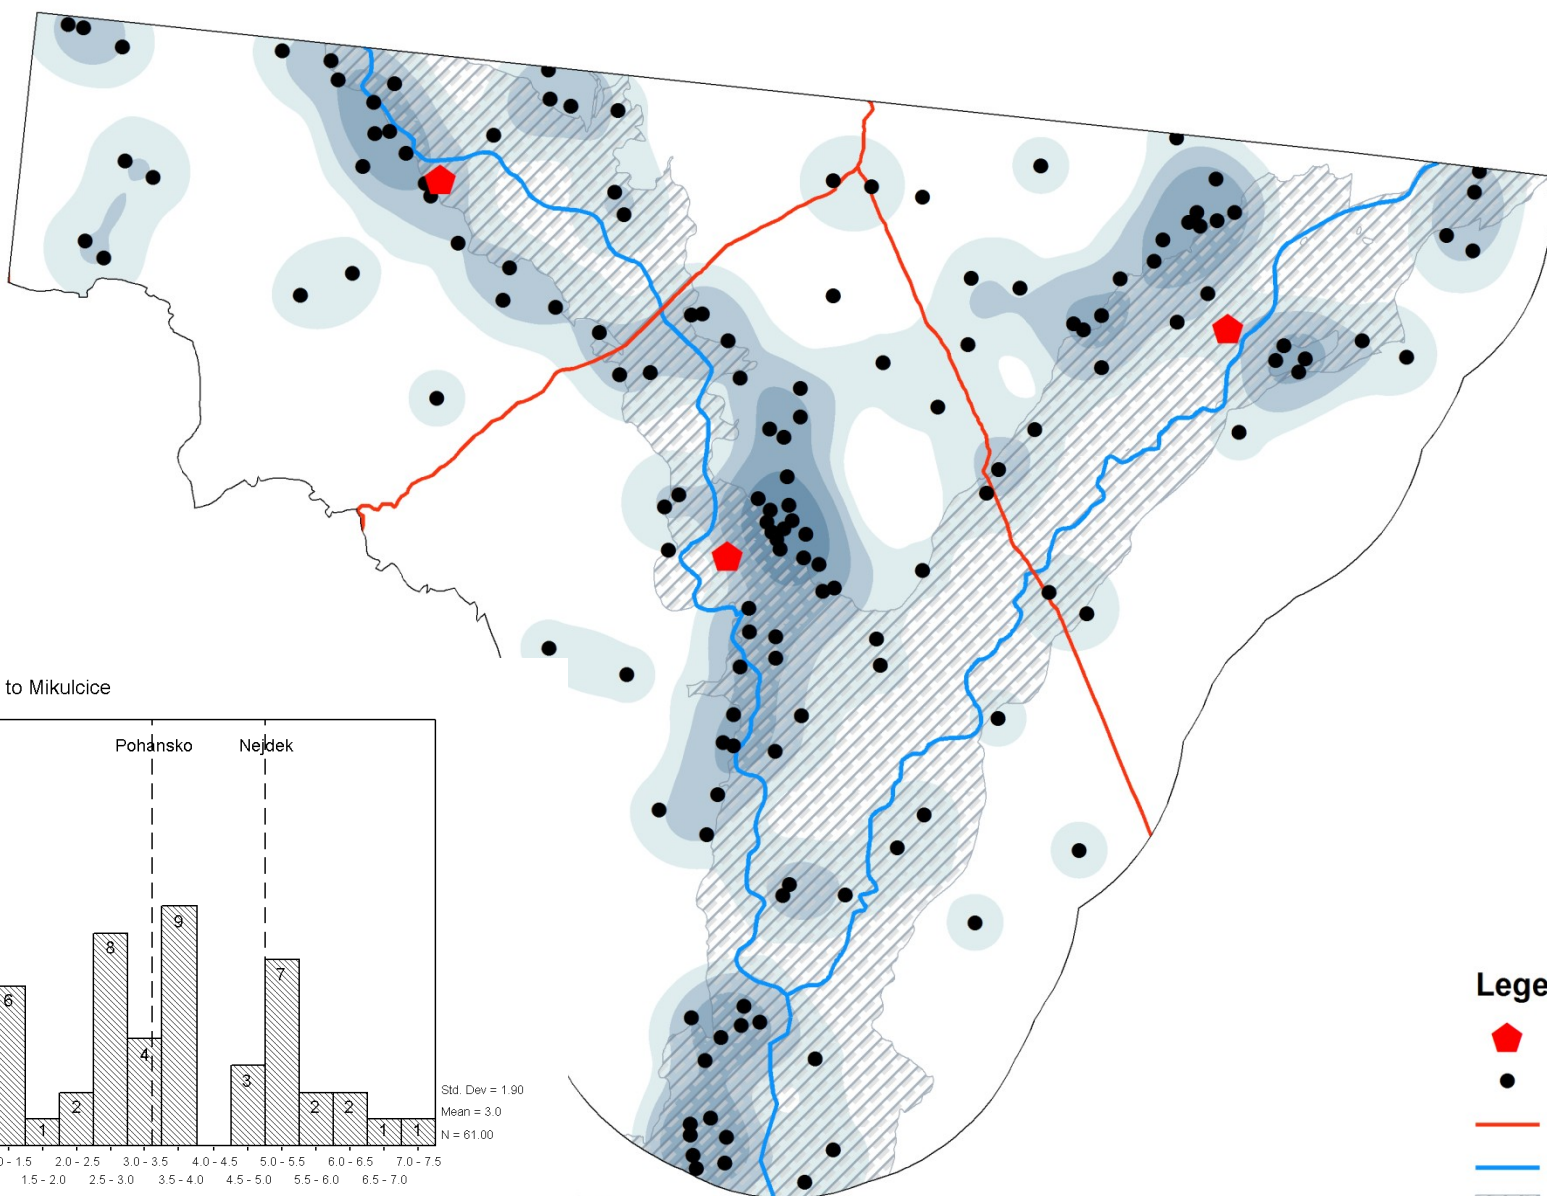 to Mikulcice
Pohansko
Nejdek
6
1
2
8
4
9
3
7
2
2
1
1
Std. Dev = 1.90
Mean = 3.0
N = 61.00
0 - 1.5
2.0 - 2.5
3.0 - 3.5
4.0 - 4.5
5.0 - 5.5
6.0 - 6.5
7.0 - 7.5
1.5 - 2.0
2.5 - 3.0
3.5 - 4.0
4.5 - 5.0
5.5 - 6.0
6.5 - 7.0
Lege